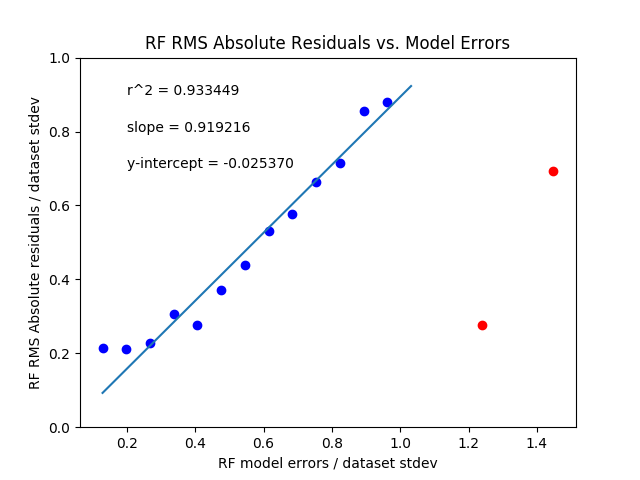 RF RMS Absolute Residuals vs. Model Errors
r^2 = 0.933449
slope = 0.919216
y-intercept = -0.025370
RF RMS Absolute residuals / dataset stdev
1.0
0.8
0.6
0.4
0.2
0.0
0.2 0.4 0.6 0.8 1.0 1.2 1.4
RF model errors / dataset stdev